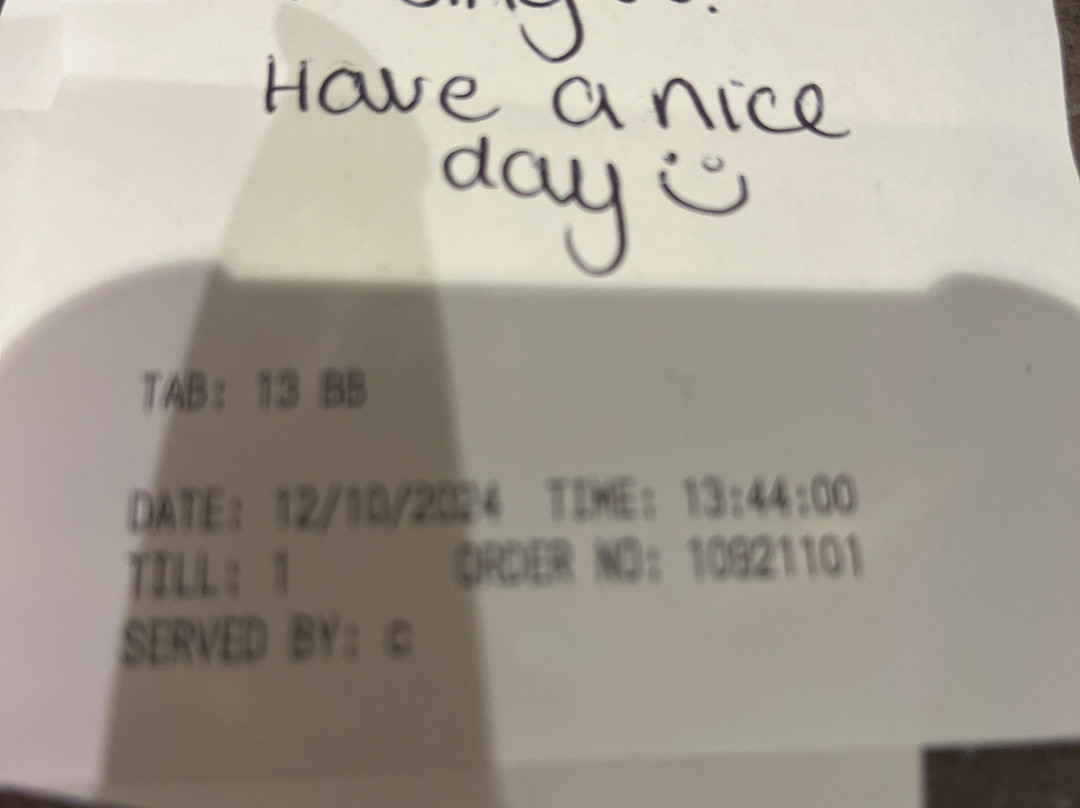 Have a nice
day
TAB: 13 BB
DATE: 12/10/2024 TIME: 13:44:00
TILL: 1 ORDER NO: 10821101
SERVED BY: